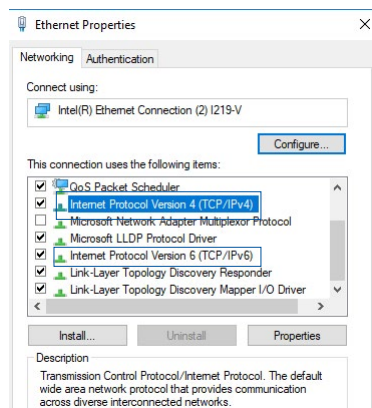 Ethernet Properties
Networking Authentication
Connect using:
Intel(R) Ethernet Connection (2) I219-V
Configure...
This connection uses the following items:
QoS Packet Scheduler
Internet Protocol Version 4 (TCP/IPv4)
Microsoft Network Adapter Multiplexor Protocol
Microsoft LLDP Protocol Driver
Internet Protocol Version 6 (TCP/IPv6)
Link-Layer Topology Discovery Responder
Link-Layer Topology Discovery Mapper I/O Driver
Install... Uninstall Properties
Description
Transmission Control Protocol/Internet Protocol. The default
wide area network protocol that provides communication
across diverse interconnected networks.